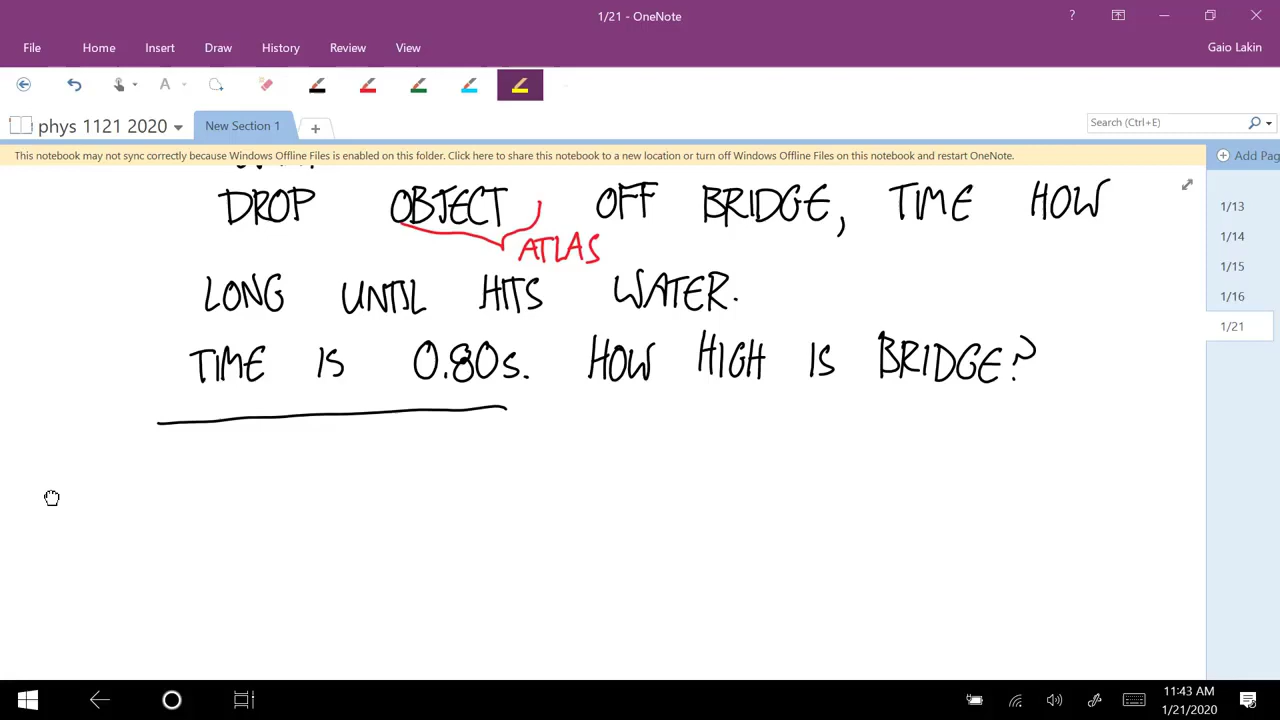 1/21 - OneNote
?
File Home Insert Draw History Review View Gaio Lakin
A
phys 1121 2020 New Section 1 + Search (Ctrl+E)
This notebook may not sync correctly because Windows Offline Files is enabled on this folder. Click here to share this notebook to a new location or turn off Windows Offline Files on this notebook and restart OneNote.
Add Pag
DROP OBJECT OFF BRIDGE, TIME HOW
ATLAS
LONG UNTIL HITS WATER.
TIME IS 0.80s. HOW HIGH IS BRIDGE?
1/13
1/14
1/15
1/16
1/21
11:43 AM
1/21/2020